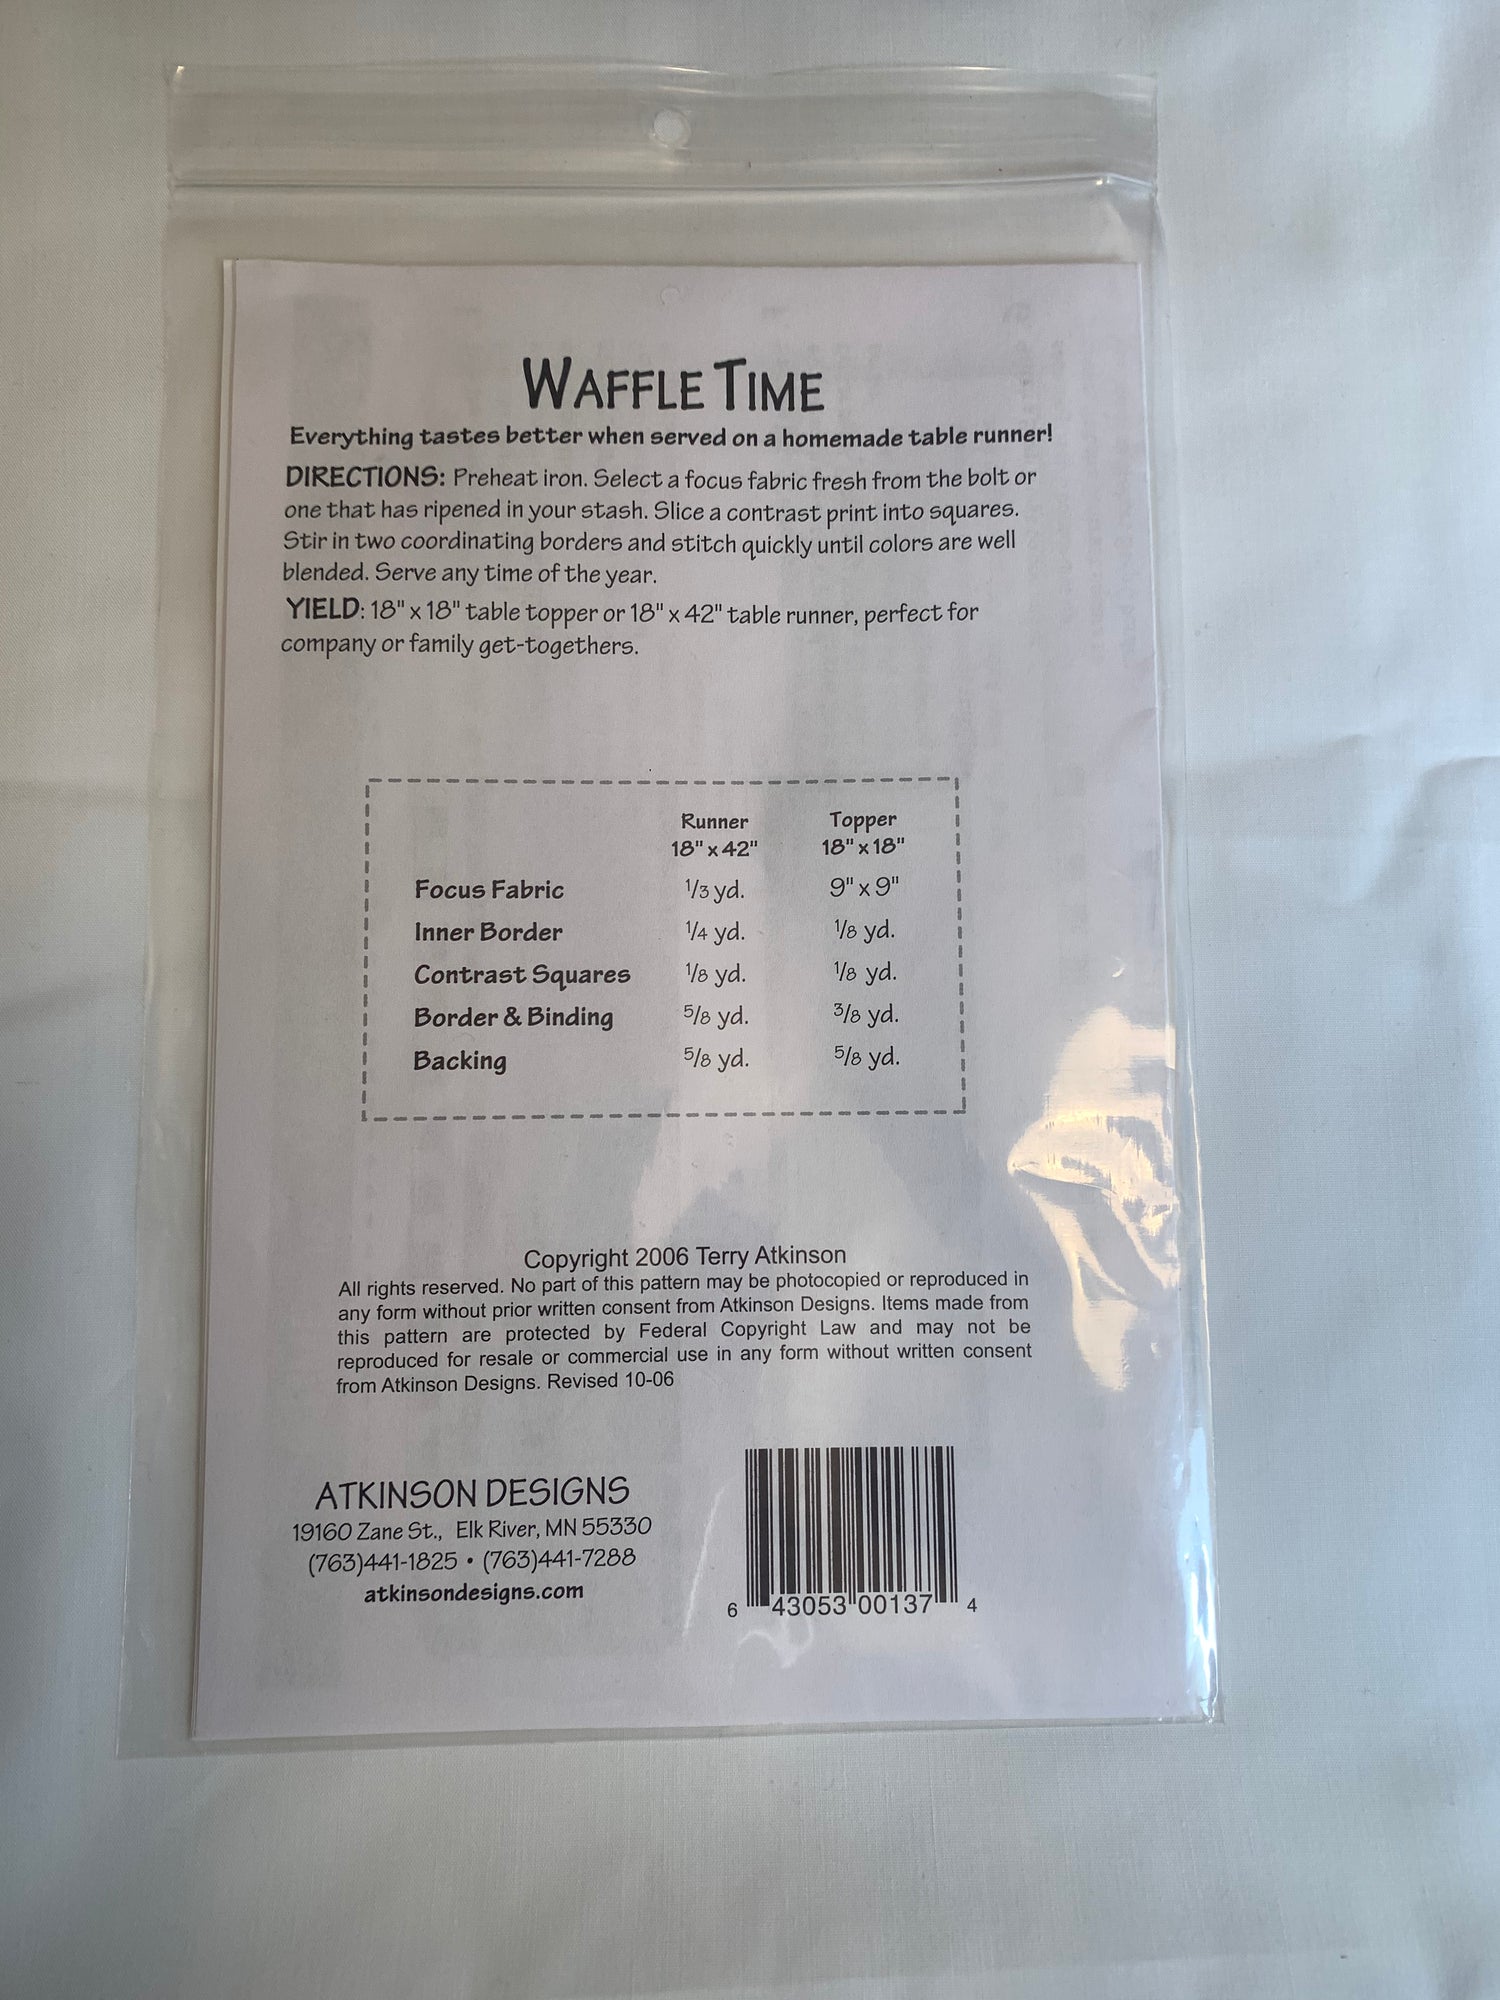 WAFFLE TIME
Everything tastes better when served on a homemade table runner!
DIRECTIONS: Preheat iron. Select a focus fabric fresh from the bolt or
one that has ripened in your stash. Slice a contrast print into squares.
Stir in two coordinating borders and stitch quickly until colors are well
blended. Serve any time of the year.
YIELD: 18" x 18" table topper or 18" x 42" table runner, perfect for
company or family get-togethers.
Runner Topper
18" x 42" 18" x 18"
Focus Fabric 1/3 yd. 9" x 9"
Inner Border 1/4 yd. 1/8 yd.
Contrast Squares 1/8 yd. 1/8 yd.
Border & Binding 5/8 yd. 3/8 yd.
Backing 5/8 yd. 5/8 yd.
Copyright 2006 Terry Atkinson
All rights reserved. No part of this pattern may be photocopied or reproduced in
any form without prior written consent from Atkinson Designs. Items made from
this pattern are protected by Federal Copyright Law and may not be
reproduced for resale or commercial use in any form without written consent
from Atkinson Designs. Revised 10-06
ATKINSON DESIGNS
19160 Zane St., Elk River, MN 55330
(763)441-1825 • (763)441-7288
atkinsondesigns.com
6 43053 00137 4